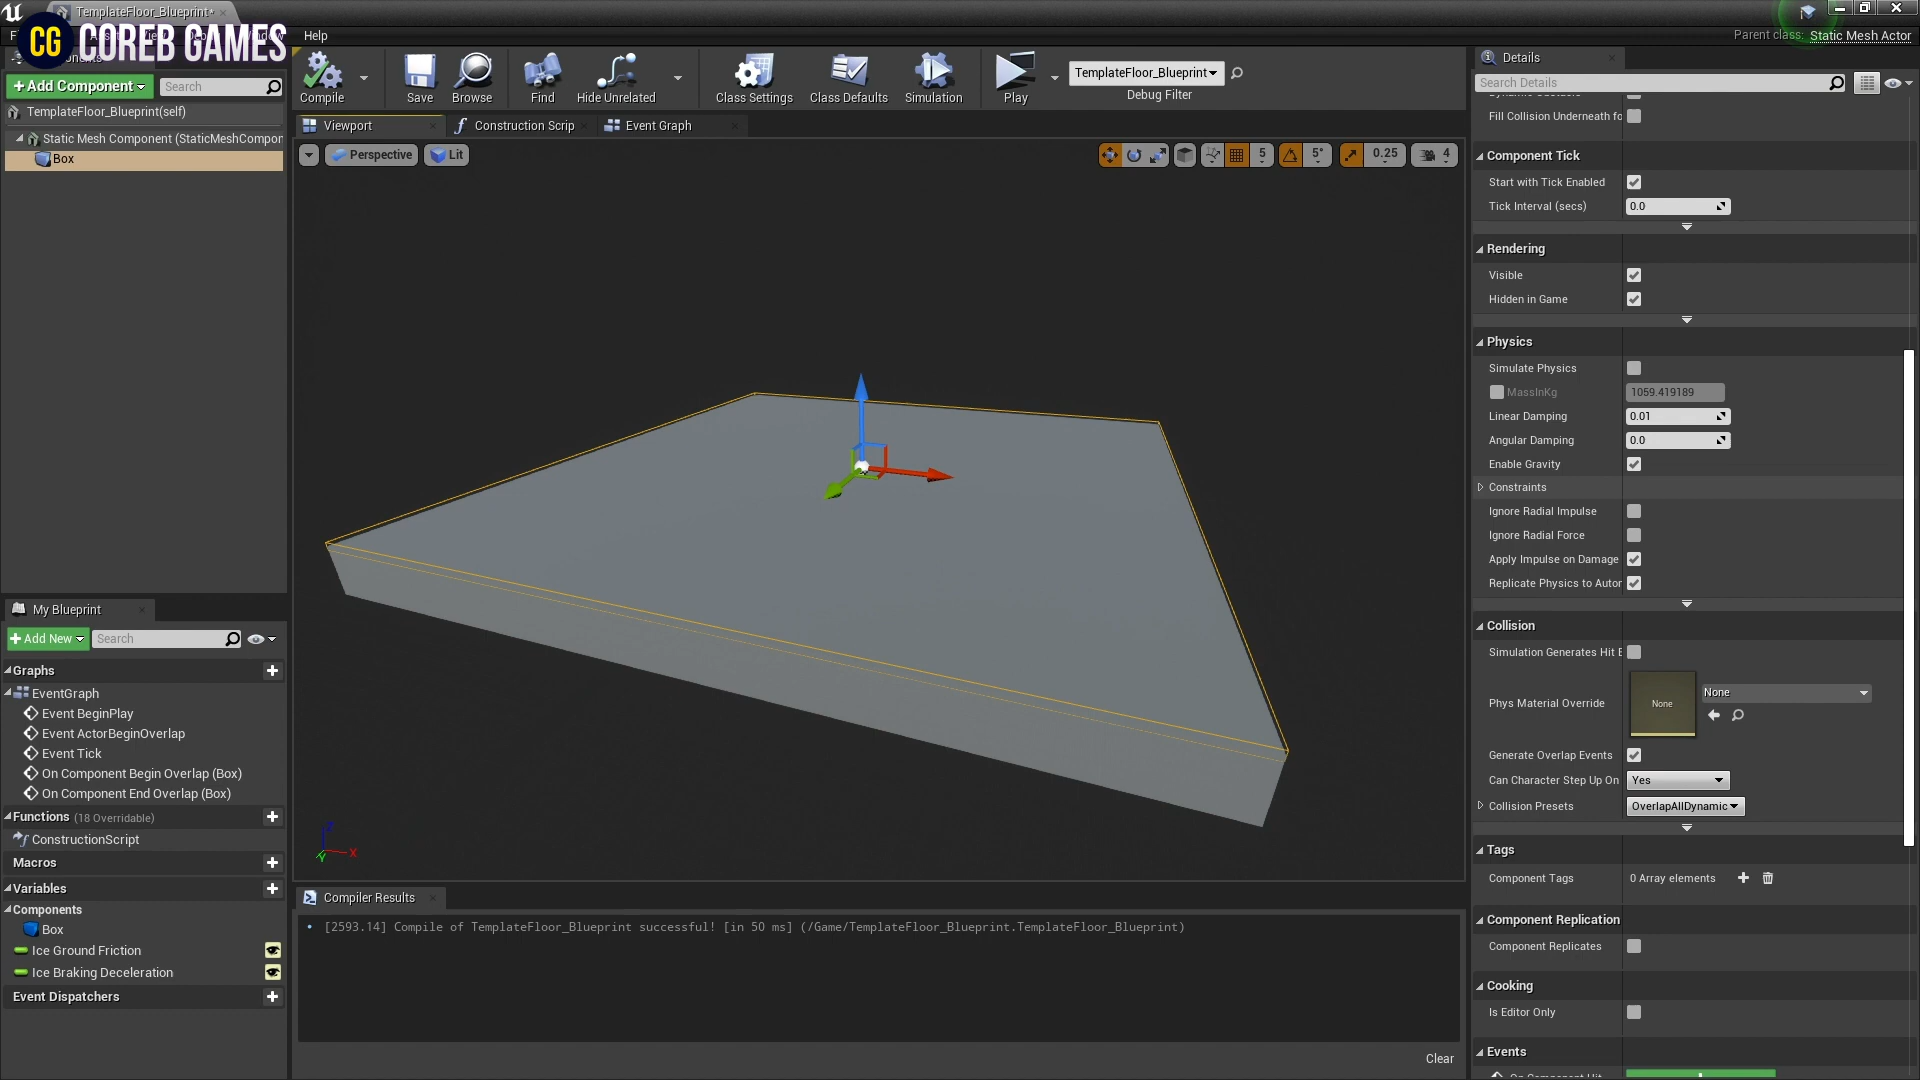 TemplateFloor_Blueprint*
CG COREB GAMES
Help
Parent class: Static Mesh Actor
Add Component
Search
TemplateFloor_Blueprint(self)
Static Mesh Component (StaticMeshCompon
Box
Compile
Save
Browse
Find
Hide Unrelated
Class Settings
Class Defaults
Simulation
Play
TemplateFloor_Blueprint
Debug Filter
Viewport
Construction Scrip
Event Graph
Perspective
Lit
5
5°
0.25
4
X
Y
Z
My Blueprint
Add New
Search
Graphs
EventGraph
Event BeginPlay
Event ActorBeginOverlap
Event Tick
On Component Begin Overlap (Box)
On Component End Overlap (Box)
Functions (18 Overridable)
ConstructionScript
Macros
Variables
Components
Box
Ice Ground Friction
Ice Braking Deceleration
Event Dispatchers
Compiler Results
• [2593.14] Compile of TemplateFloor_Blueprint successful! [in 50 ms] (/Game/TemplateFloor_Blueprint.TemplateFloor_Blueprint)
Clear
Details
Search Details
Fill Collision Underneath fo
Component Tick
Start with Tick Enabled
Tick Interval (secs) 0.0
Rendering
Visible
Hidden in Game
Physics
Simulate Physics
MassInKg 1059.419189
Linear Damping 0.01
Angular Damping 0.0
Enable Gravity
Constraints
Ignore Radial Impulse
Ignore Radial Force
Apply Impulse on Damage
Replicate Physics to Autor
Collision
Simulation Generates Hit E
None
Phys Material Override None
Generate Overlap Events
Can Character Step Up On Yes
Collision Presets OverlapAllDynamic
Tags
Component Tags 0 Array elements
Component Replication
Component Replicates
Cooking
Is Editor Only
Events